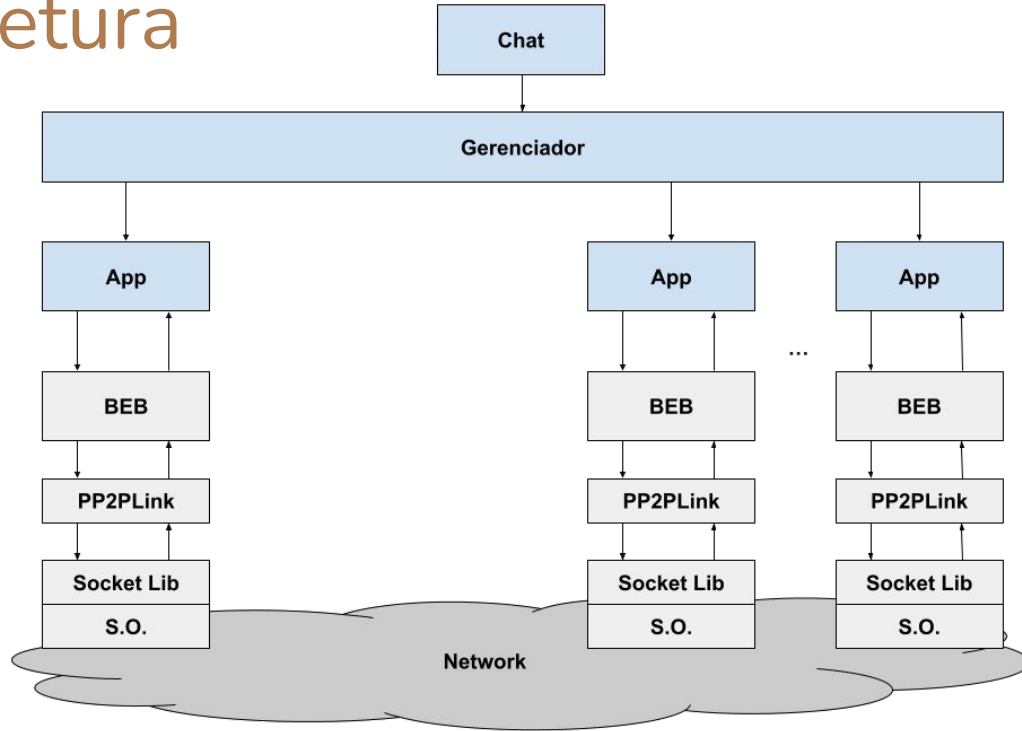 etura
Chat
Gerenciador
App
App
App
...
BEB
BEB
BEB
PP2PLink
PP2PLink
PP2PLink
Socket Lib
Socket Lib
Socket Lib
S.O.
S.O.
S.O.
Network